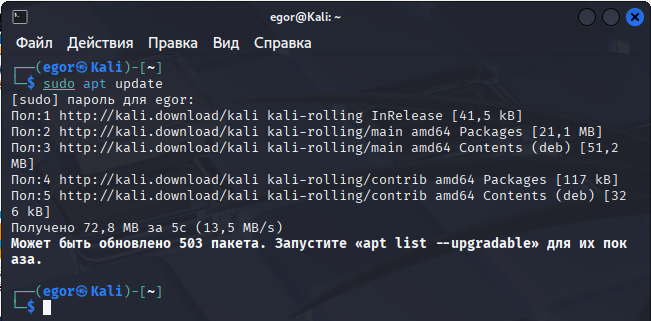 egor@Kali: ~
Файл Действия Правка Вид Справка
┌──(egor㉿Kali)-[~]
└─$ sudo apt update
[sudo] пароль для egor:
Пол:1 http://kali.download/kali kali-rolling InRelease [41,5 kB]
Пол:2 http://kali.download/kali kali-rolling/main amd64 Packages [21,1 MB]
Пол:3 http://kali.download/kali kali-rolling/main amd64 Contents (deb) [51,2
MB]
Пол:4 http://kali.download/kali kali-rolling/contrib amd64 Packages [117 kB]
Пол:5 http://kali.download/kali kali-rolling/contrib amd64 Contents (deb) [32
6 kB]
Получено 72,8 MB за 5с (13,5 MB/s)
Может быть обновлено 503 пакета. Запустите «apt list --upgradable» для их пок
аза.
┌──(egor㉿Kali)-[~]
└─$